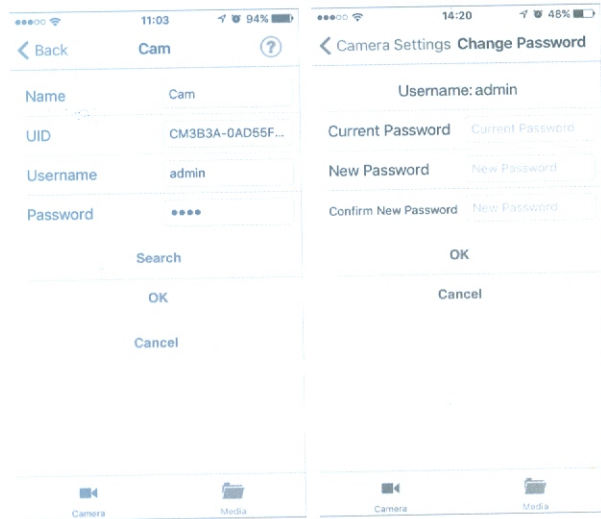 11:03 94%
Back Cam ?
Name Cam
UID CM3B3A-0AD55F...
Username admin
Password ••••
Search
OK
Cancel
Camera Media
14:20 48%
Camera Settings Change Password
Username: admin
Current Password Current Password
New Password New Password
Confirm New Password New Password
OK
Cancel
Camera Media